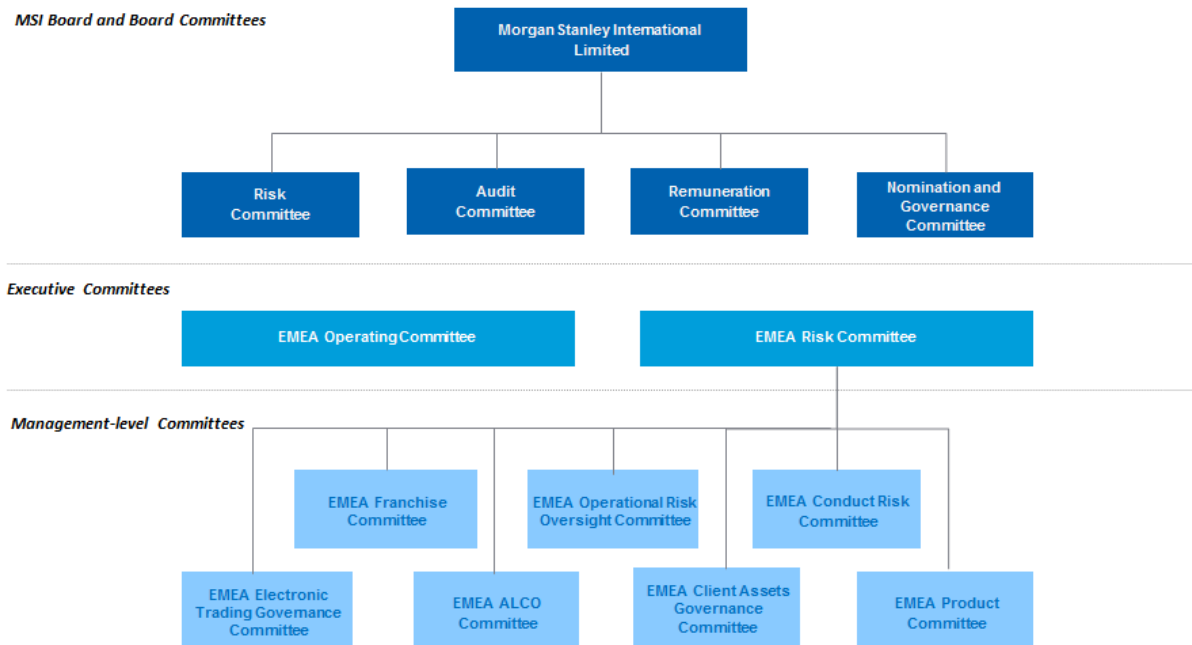 MSI Board and Board Committees
Morgan Stanley International
Limited
Risk
Committee
Audit
Committee
Remuneration
Committee
Nomination and
Governance
Committee
Executive Committees
EMEA Operating Committee
EMEA Risk Committee
Management-level Committees
EMEA Franchise
Committee
EMEA Operational Risk
Oversight Committee
EMEA Conduct Risk
Committee
EMEA Electronic
Trading Governance
Committee
EMEA ALCO
Committee
EMEA Client Assets
Governance
Committee
EMEA Product
Committee